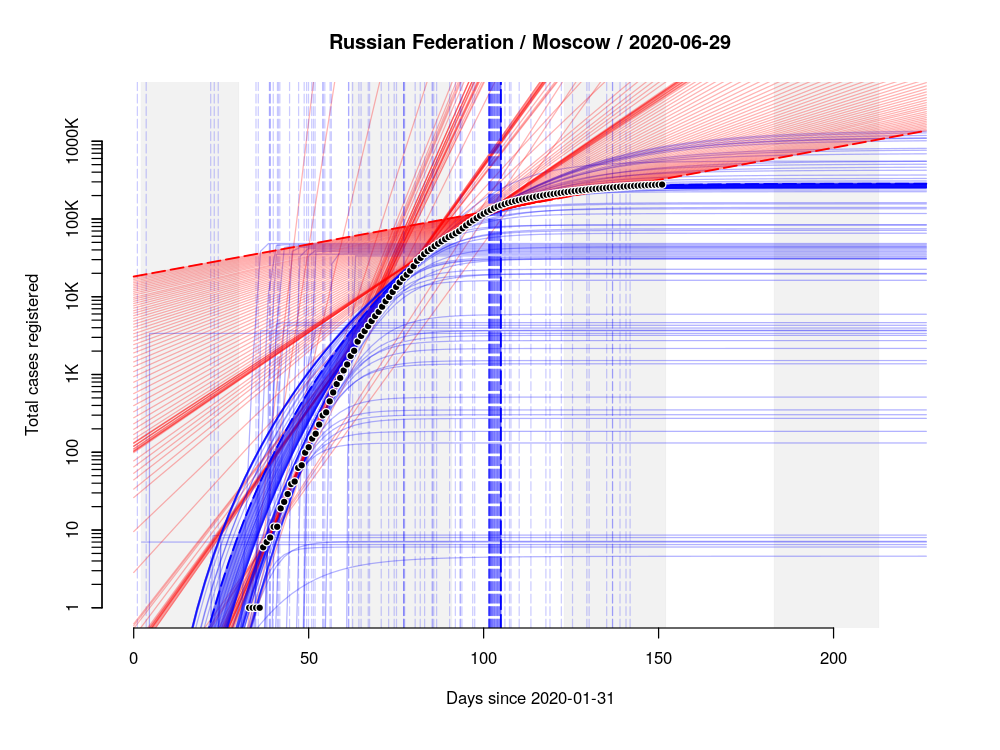 Russian Federation / Moscow / 2020-06-29
Total cases registered
1000K
100K
10K
1K
100
10
1
0 50 100 150 200
Days since 2020-01-31